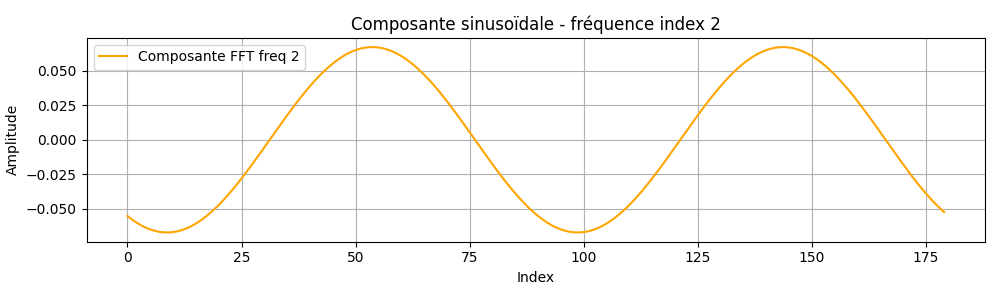 Composante sinusoïdale - fréquence index 2
Composante FFT freq 2
Amplitude
0.050
0.025
0.000
−0.025
−0.050
0 25 50 75 100 125 150 175
Index